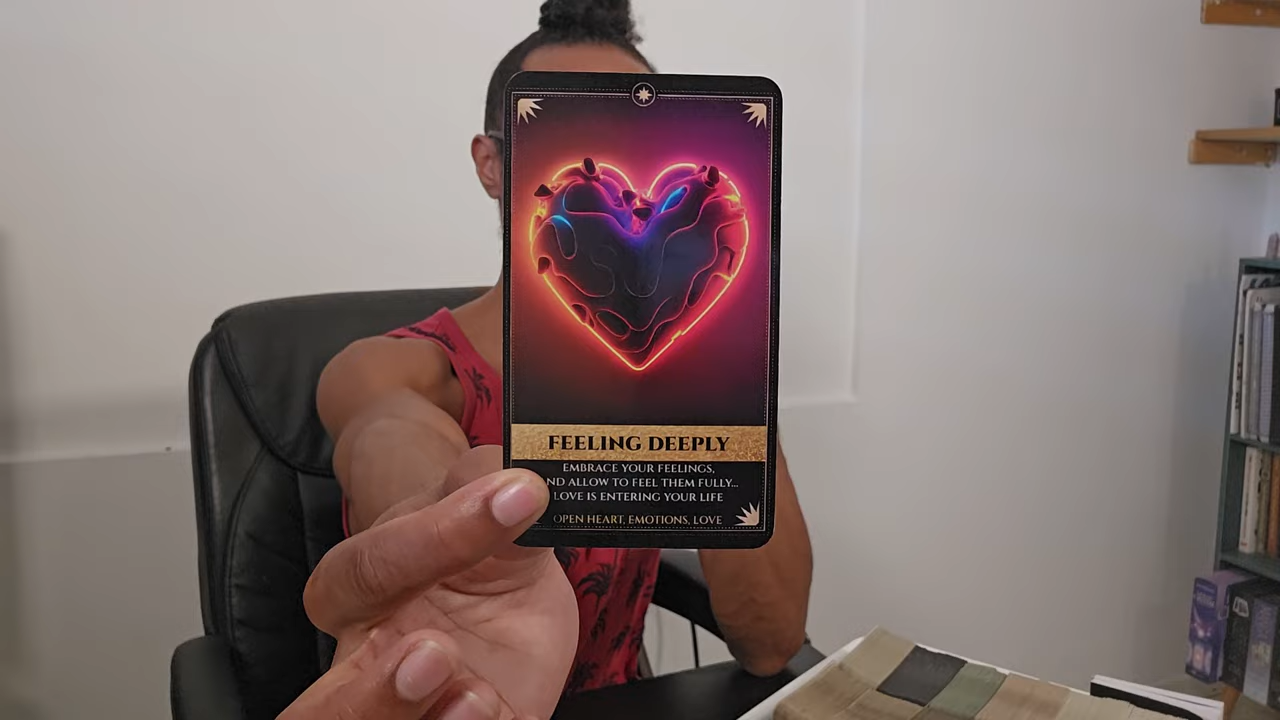 FEELING DEEPLY
EMBRACE YOUR FEELINGS,
ND ALLOW TO FEEL THEM FULLY...
LOVE IS ENTERING YOUR LIFE
OPEN HEART, EMOTIONS, LOVE